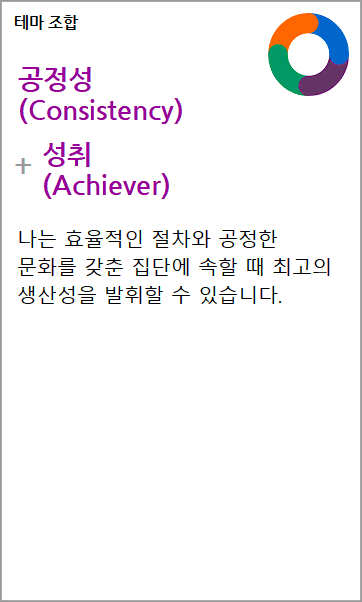 테마 조합
공정성
(Consistency)
+ 성취
(Achiever)
나는 효율적인 절차와 공정한
문화를 갖춘 집단에 속할 때 최고의
생산성을 발휘할 수 있습니다.